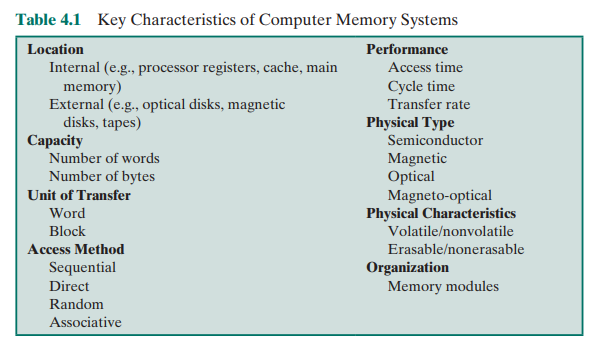 Table 4.1 Key Characteristics of Computer Memory Systems
Location
Internal (e.g., processor registers, cache, main
memory)
External (e.g., optical disks, magnetic
disks, tapes)
Capacity
Number of words
Number of bytes
Unit of Transfer
Word
Block
Access Method
Sequential
Direct
Random
Associative
Performance
Access time
Cycle time
Transfer rate
Physical Type
Semiconductor
Magnetic
Optical
Magneto-optical
Physical Characteristics
Volatile/nonvolatile
Erasable/nonerasable
Organization
Memory modules